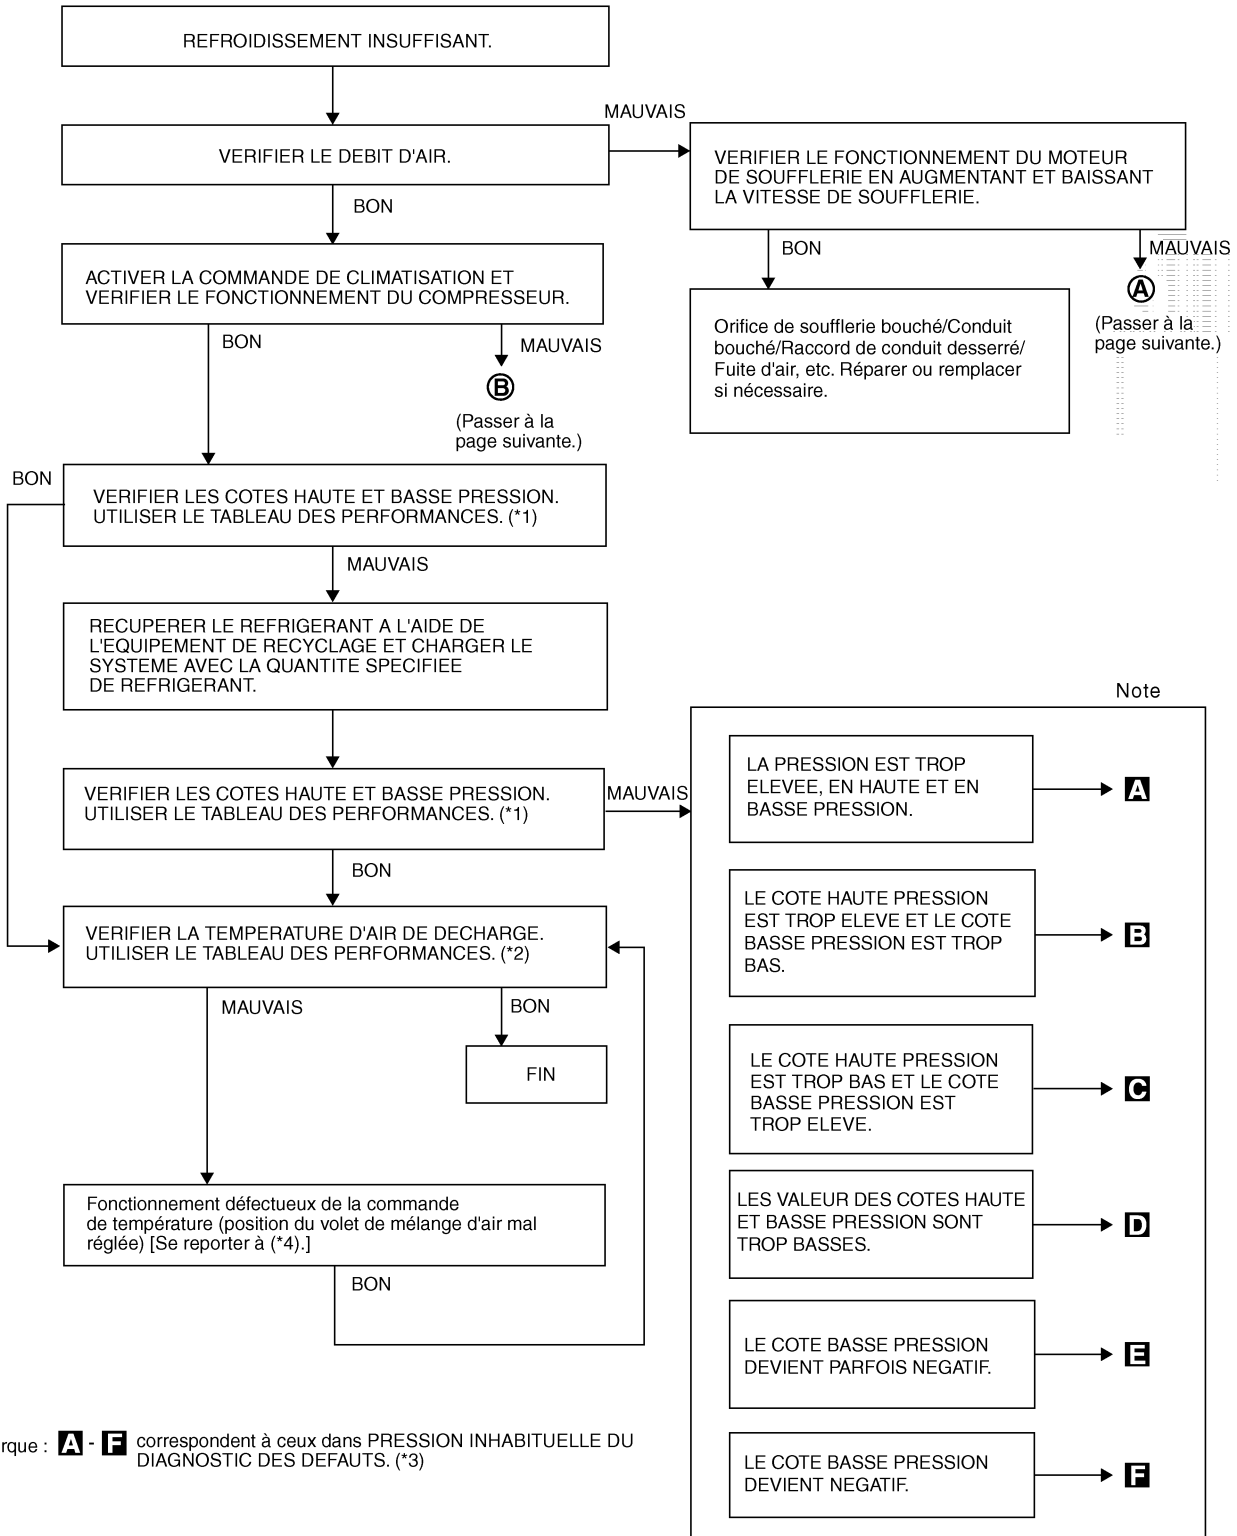 REFROIDISSEMENT INSUFFISANT.
MAUVAIS
VERIFIER LE DEBIT D'AIR.
VERIFIER LE FONCTIONNEMENT DU MOTEUR
DE SOUFFLERIE EN AUGMENTANT ET BAISSANT
LA VITESSE DE SOUFFLERIE.
BON
BON
MAUVAIS
ACTIVER LA COMMANDE DE CLIMATISATION ET
VERIFIER LE FONCTIONNEMENT DU COMPRESSEUR.
A
(Passer à la
page suivante.)
Orifice de soufflerie bouché/Conduit
bouché/Raccord de conduit desserré/
Fuite d'air, etc. Réparer ou remplacer
si nécessaire.
BON
MAUVAIS
B
(Passer à la
page suivante.)
BON
VERIFIER LES COTES HAUTE ET BASSE PRESSION.
UTILISER LE TABLEAU DES PERFORMANCES. (*1)
MAUVAIS
RECUPERER LE REFRIGERANT A L'AIDE DE
L'EQUIPEMENT DE RECYCLAGE ET CHARGER LE
SYSTEME AVEC LA QUANTITE SPECIFIEE
DE REFRIGERANT.
VERIFIER LES COTES HAUTE ET BASSE PRESSION.
UTILISER LE TABLEAU DES PERFORMANCES. (*1)
MAUVAIS
BON
VERIFIER LA TEMPERATURE D'AIR DE DECHARGE.
UTILISER LE TABLEAU DES PERFORMANCES. (*2)
MAUVAIS
BON
FIN
Fonctionnement défectueux de la commande
de température (position du volet de mélange d'air mal
réglée) [Se reporter à (*4).]
BON
Note
LA PRESSION EST TROP
ELEVEE, EN HAUTE ET EN
BASSE PRESSION.
A
LE COTE HAUTE PRESSION
EST TROP ELEVE ET LE COTE
BASSE PRESSION EST TROP
BAS.
B
LE COTE HAUTE PRESSION
EST TROP BAS ET LE COTE
BASSE PRESSION EST
TROP ELEVE.
C
LES VALEUR DES COTES HAUTE
ET BASSE PRESSION SONT
TROP BASSES.
D
LE COTE BASSE PRESSION
DEVIENT PARFOIS NEGATIF.
E
LE COTE BASSE PRESSION
DEVIENT NEGATIF.
F
rque : A - F correspondent à ceux dans PRESSION INHABITUELLE DU
DIAGNOSTIC DES DEFAUTS. (*3)